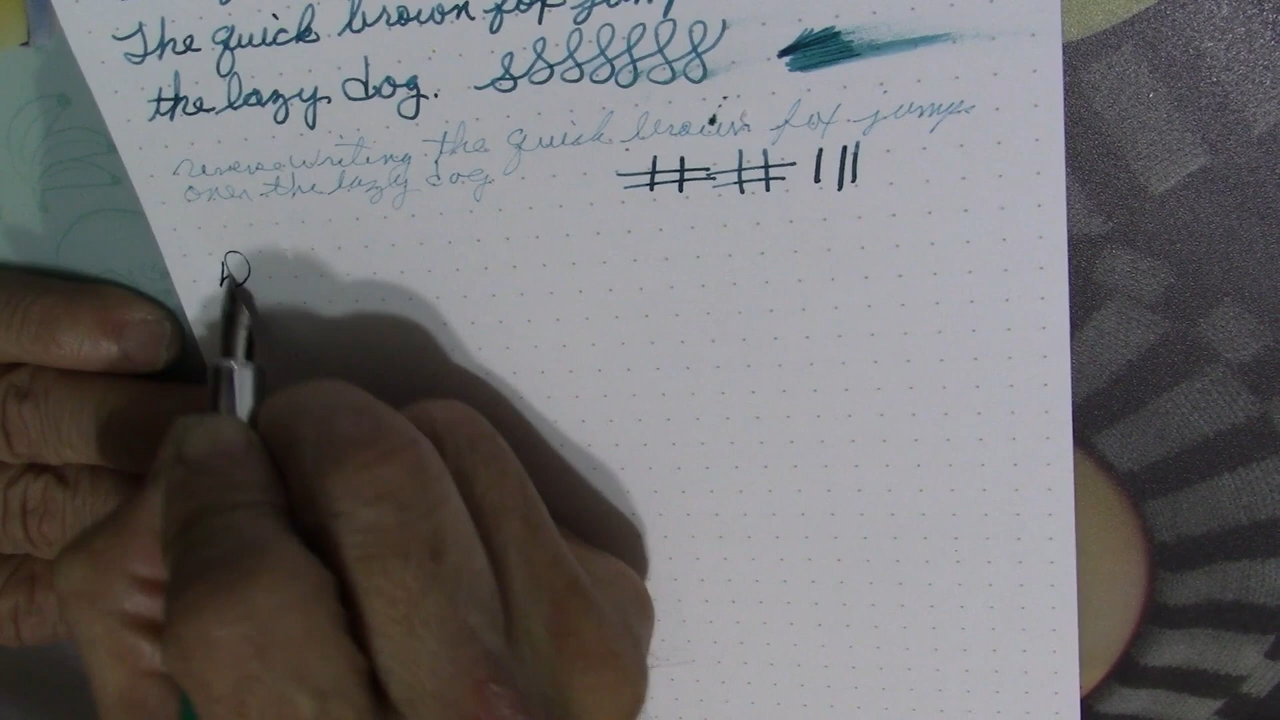 The quick brown fox jump
the lazy dog. sssssss
reverse writing the quick brown fox jumps
over the lazy dog